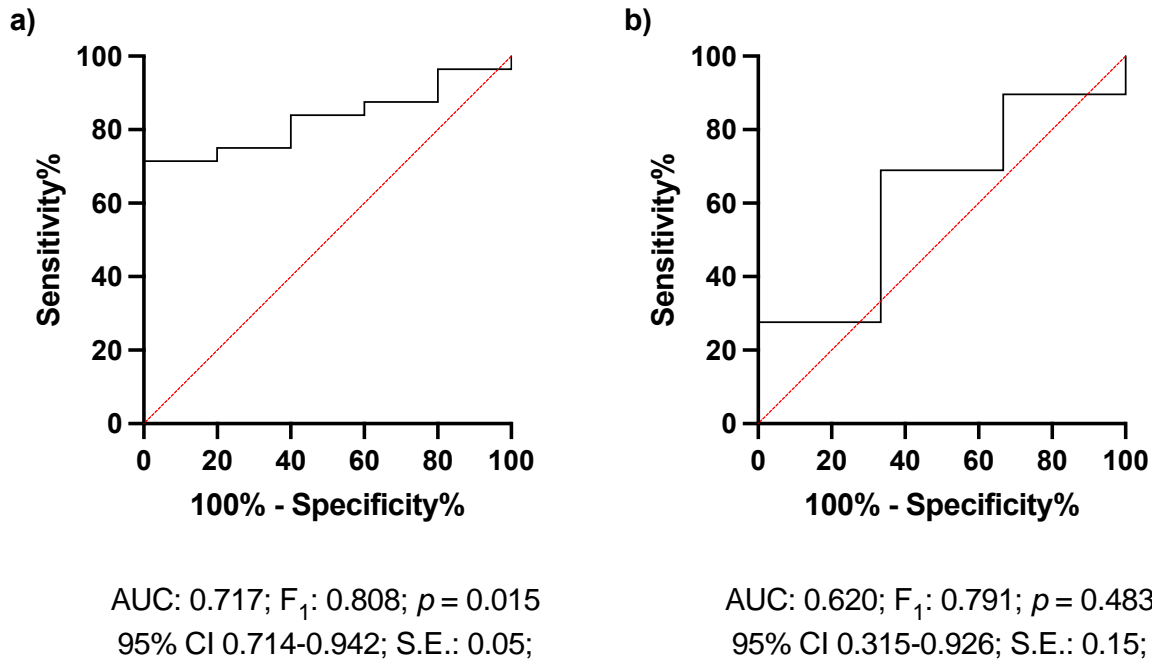 a)
100
80
60
40
20
0
Sensitivity%
0 20 40 60 80 100
100% - Specificity%
AUC: 0.717; F1: 0.808; p = 0.015
95% CI 0.714-0.942; S.E.: 0.05;
b)
100
80
60
40
20
0
Sensitivity%
0 20 40 60 80 100
100% - Specificity%
AUC: 0.620; F1: 0.791; p = 0.483
95% CI 0.315-0.926; S.E.: 0.15;